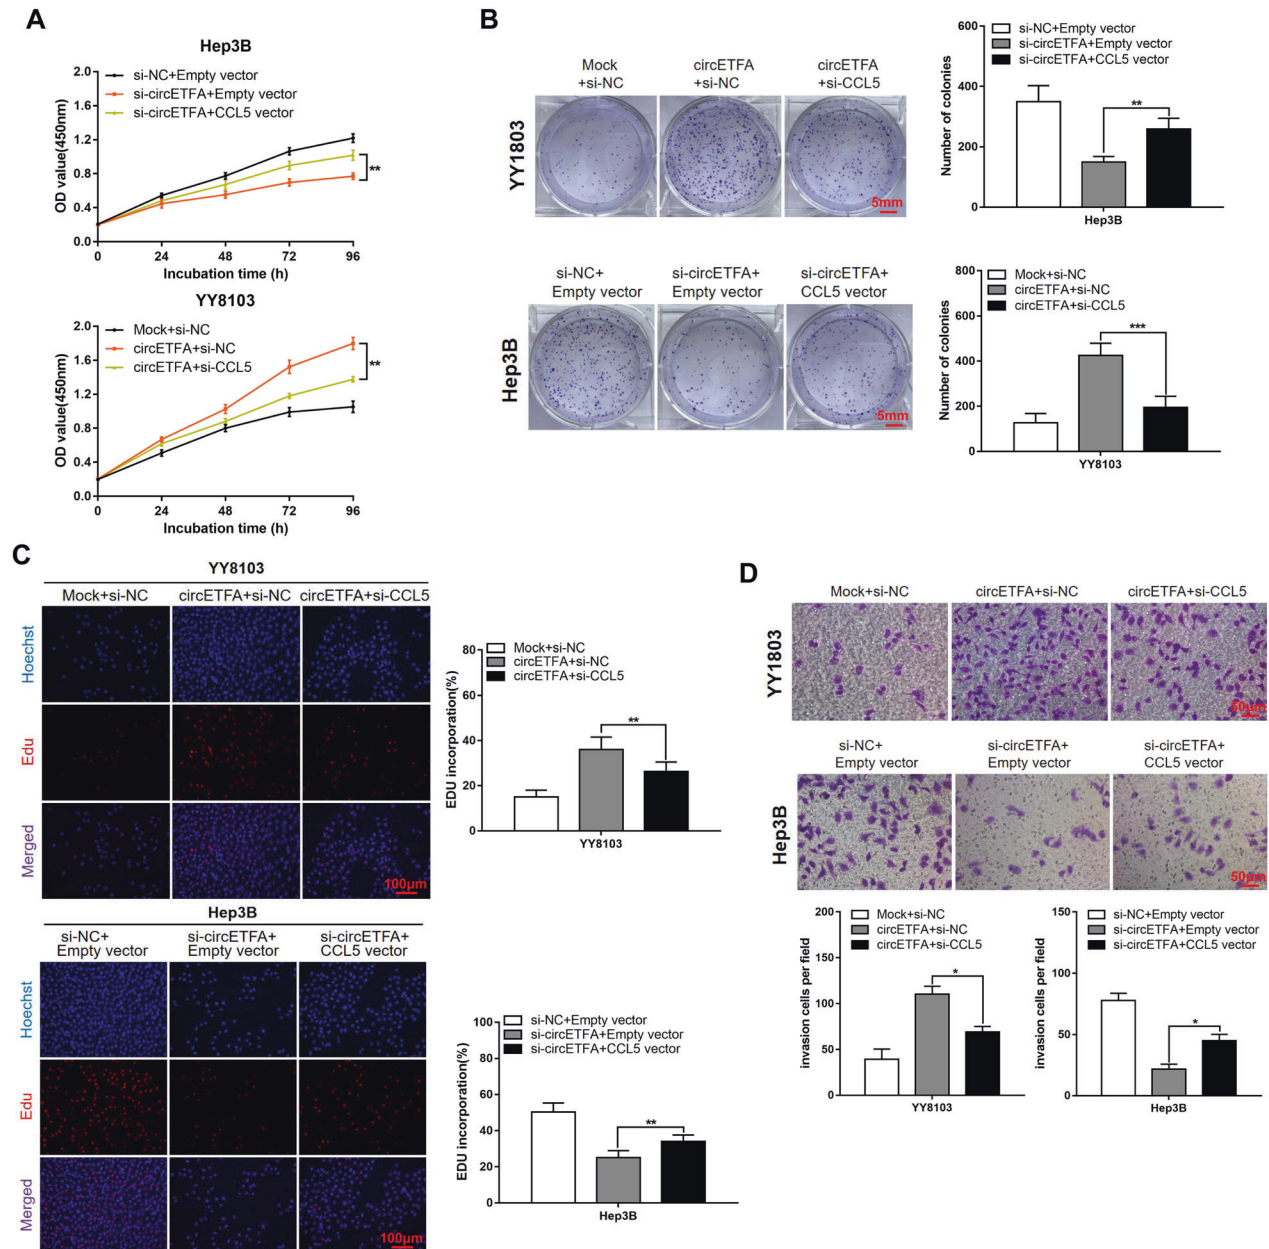 A
Hep3B
2.0
1.6
1.2
0.8
0.4
0.0
OD value(450nm)
si-NC+Empty vector
si-circETFA+Empty vector
si-circETFA+CCL5 vector
**
0 24 48 72 96
Incubation time (h)
YY8103
2.0
1.6
1.2
0.8
0.4
0.0
OD value(450nm)
Mock+si-NC
circETFA+si-NC
circETFA+si-CCL5
**
0 24 48 72 96
Incubation time (h)
B
Mock
+si-NC
circETFA
+si-NC
circETFA
+si-CCL5
YY1803
5mm
si-NC+
Empty vector
si-circETFA+
Empty vector
si-circETFA+
CCL5 vector
Hep3B
5mm
600
400
200
0
Number of colonies
si-NC+Empty vector
si-circETFA+Empty vector
si-circETFA+CCL5 vector
**
Hep3B
800
600
400
200
0
Number of colonies
Mock+si-NC
circETFA+si-NC
circETFA+si-CCL5
***
YY8103
C
YY8103
Mock+si-NC circETFA+si-NC circETFA+si-CCL5
Hoechst
Edu
Merged
100μm
80
60
40
20
0
EDU incorporation(%)
Mock+si-NC
circETFA+si-NC
circETFA+si-CCL5
**
YY8103
Hep3B
si-NC+
Empty vector
si-circETFA+
Empty vector
si-circETFA+
CCL5 vector
Hoechst
Edu
Merged
100μm
100
80
60
40
20
0
EDU incorporation(%)
si-NC+Empty vector
si-circETFA+Empty vector
si-circETFA+CCL5 vector
**
Hep3B
D
Mock+si-NC circETFA+si-NC circETFA+si-CCL5
YY1803
50μm
si-NC+
Empty vector
si-circETFA+
Empty vector
si-circETFA+
CCL5 vector
Hep3B
50μm
200
150
100
50
0
invasion cells per field
Mock+si-NC
circETFA+si-NC
circETFA+si-CCL5
*
YY8103
150
100
50
0
invasion cells per field
si-NC+Empty vector
si-circETFA+Empty vector
si-circETFA+CCL5 vector
*
Hep3B